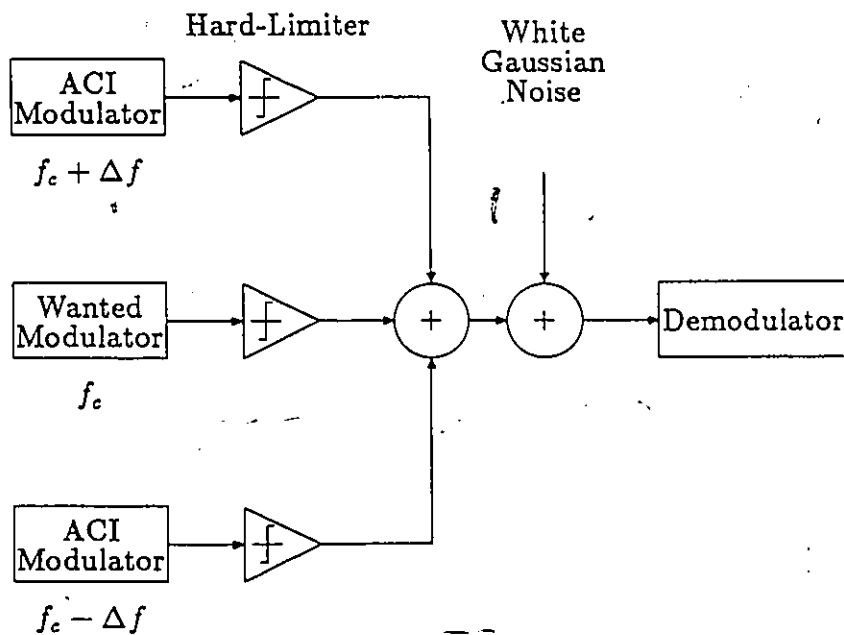 Hard-Limiter
White
Gaussian
Noise
ACI
Modulator
f_c + Δf
Wanted
Modulator
f_c
+
+
Demodulator
ACI
Modulator
f_c − Δf